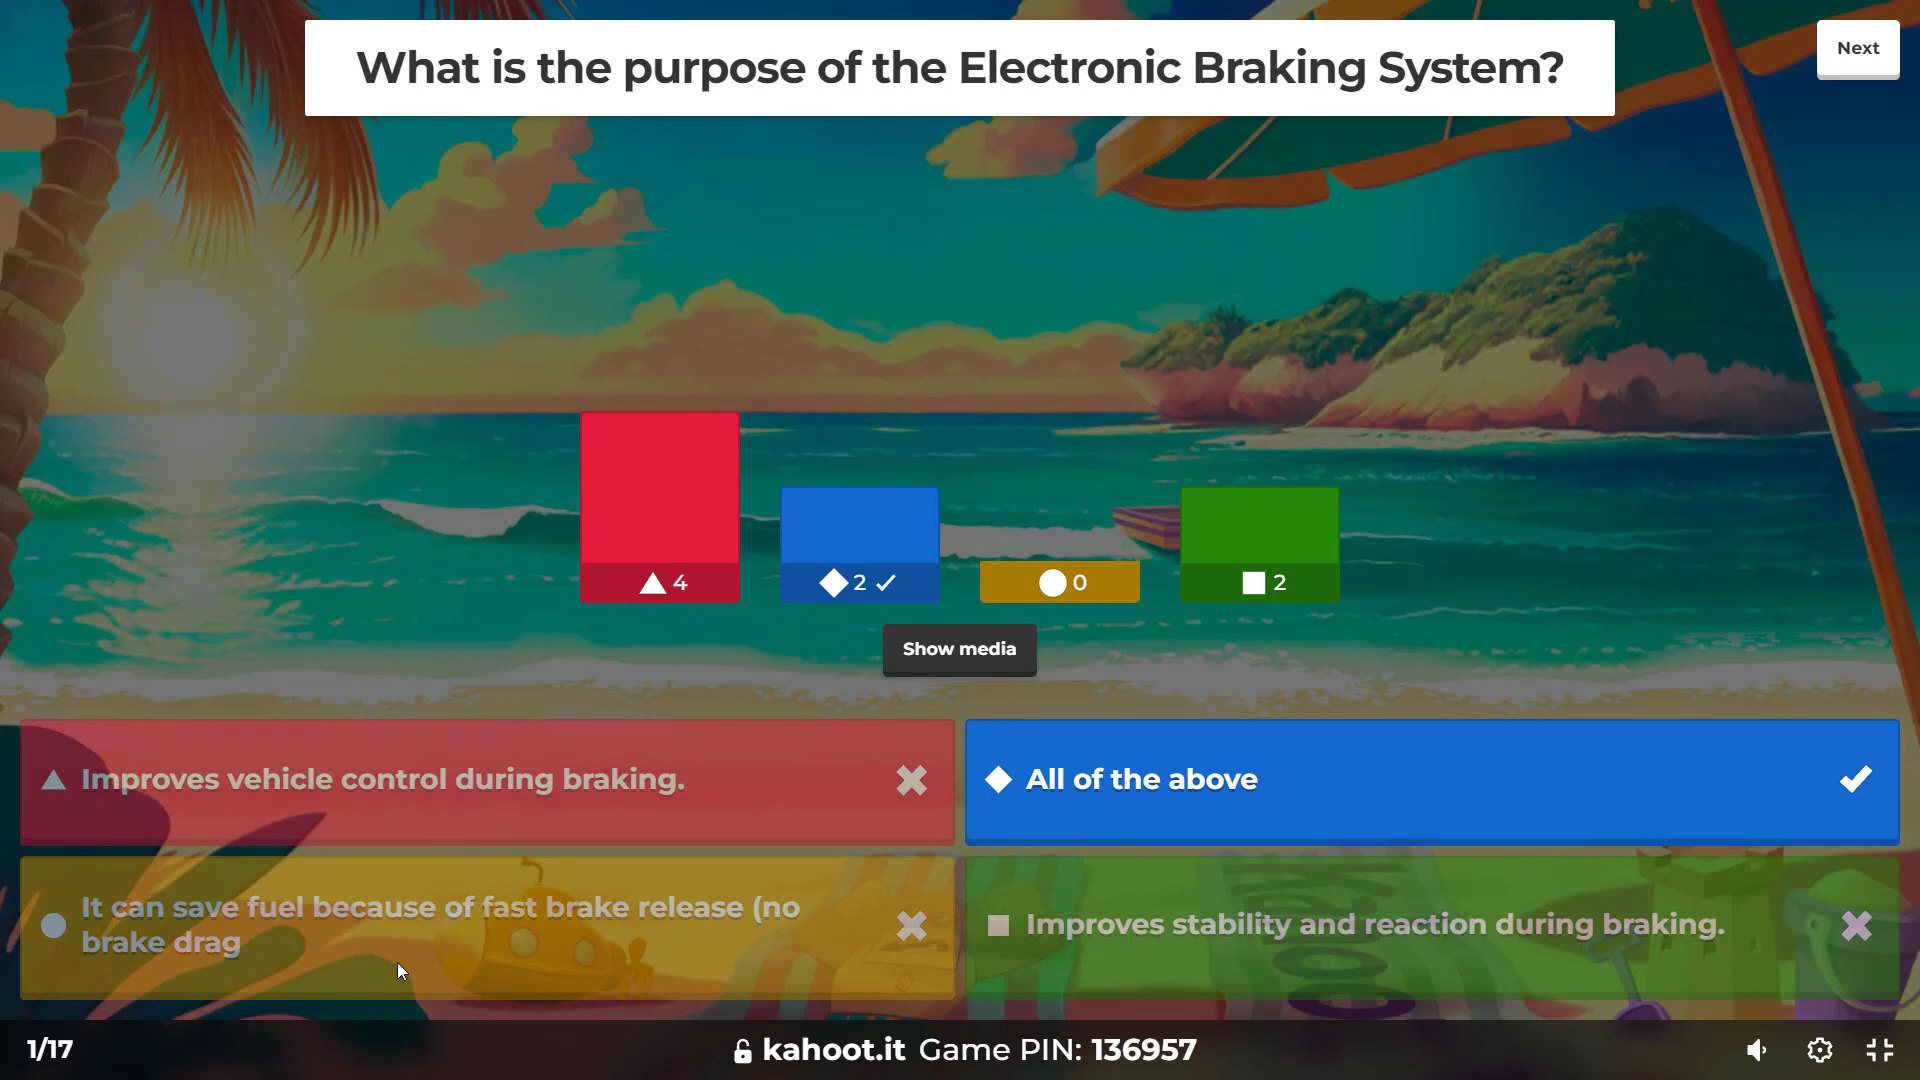 What is the purpose of the Electronic Braking System?
Next
4
2
0
2
Show media
Improves vehicle control during braking.
All of the above
It can save fuel because of fast brake release (no
brake drag
Improves stability and reaction during braking.
1/17
kahoot.it Game PIN: 136957